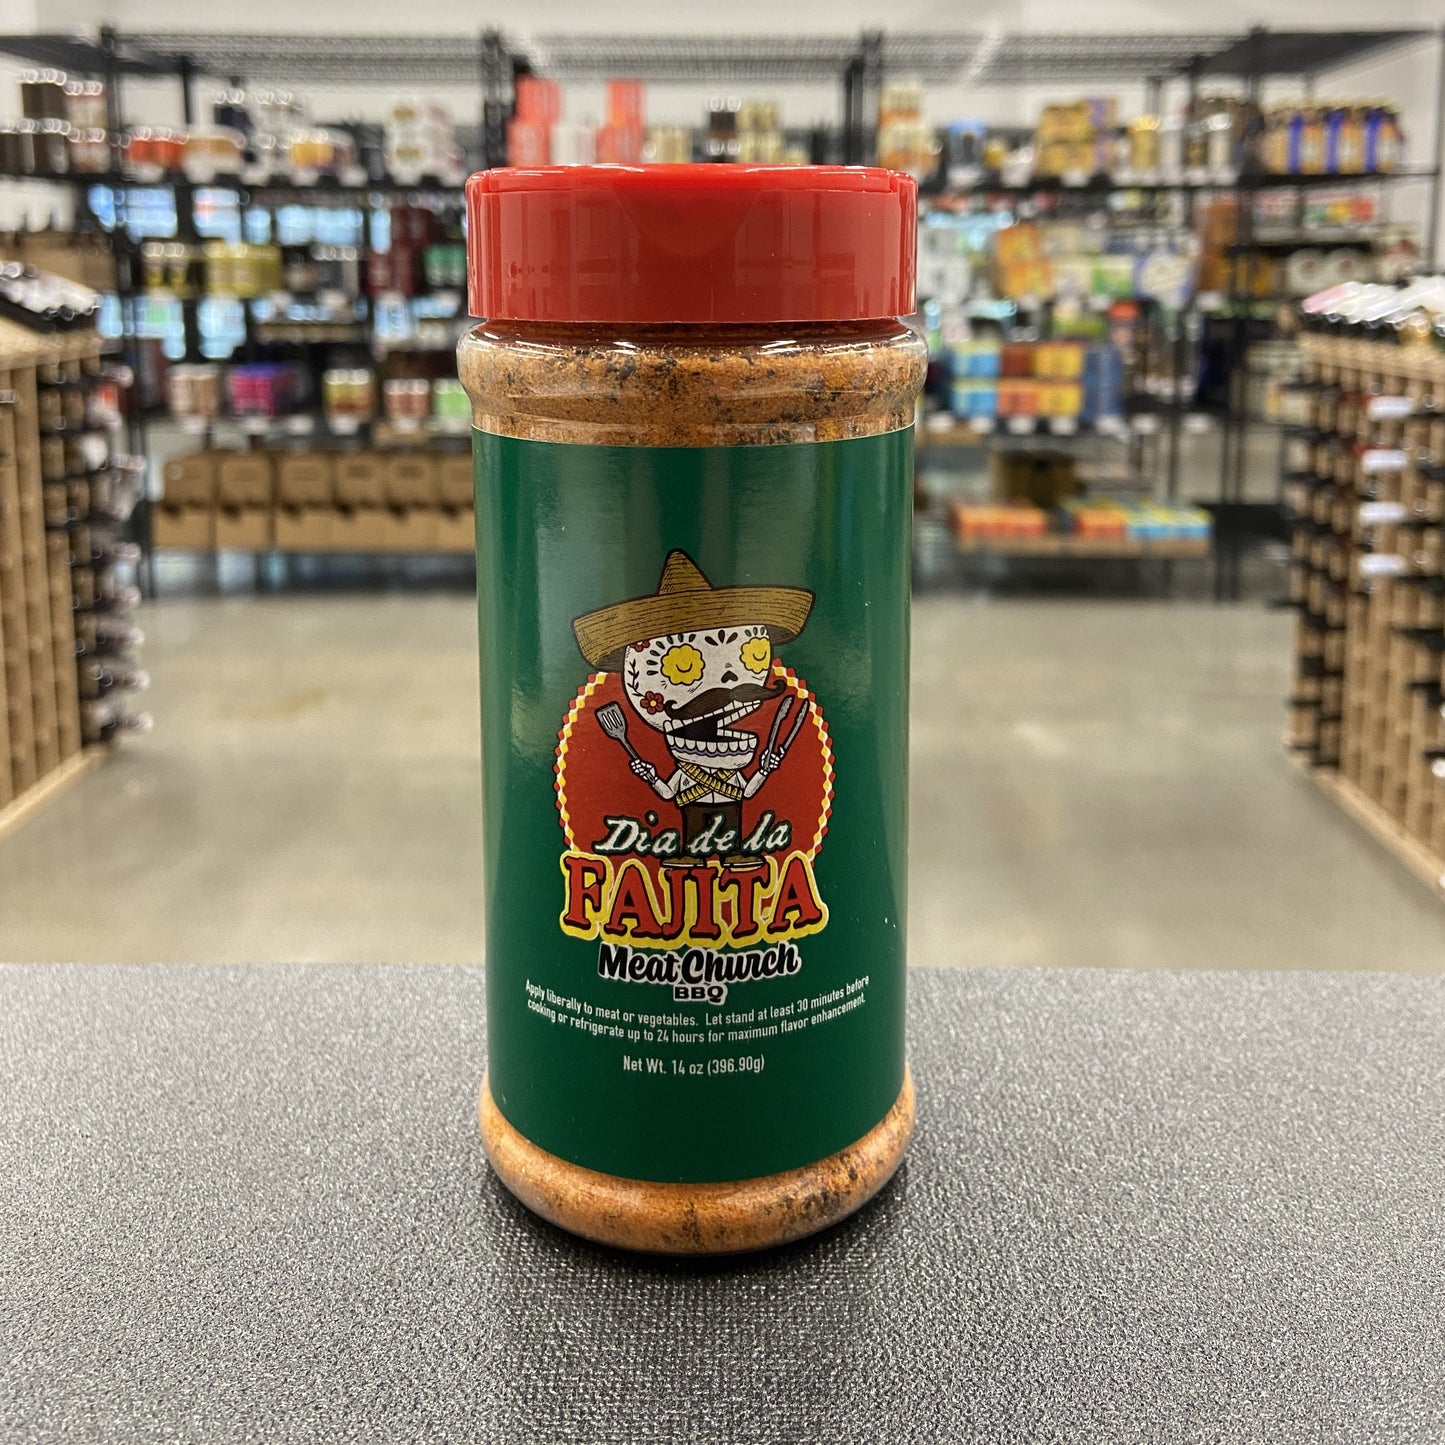 Dia de la
FAJITA
Meat Church
BBQ
Apply liberally to meat or vegetables. Let stand at least 30 minutes before
cooking or refrigerate up to 24 hours for maximum flavor enhancement.
Net Wt. 14 oz (396.90g)